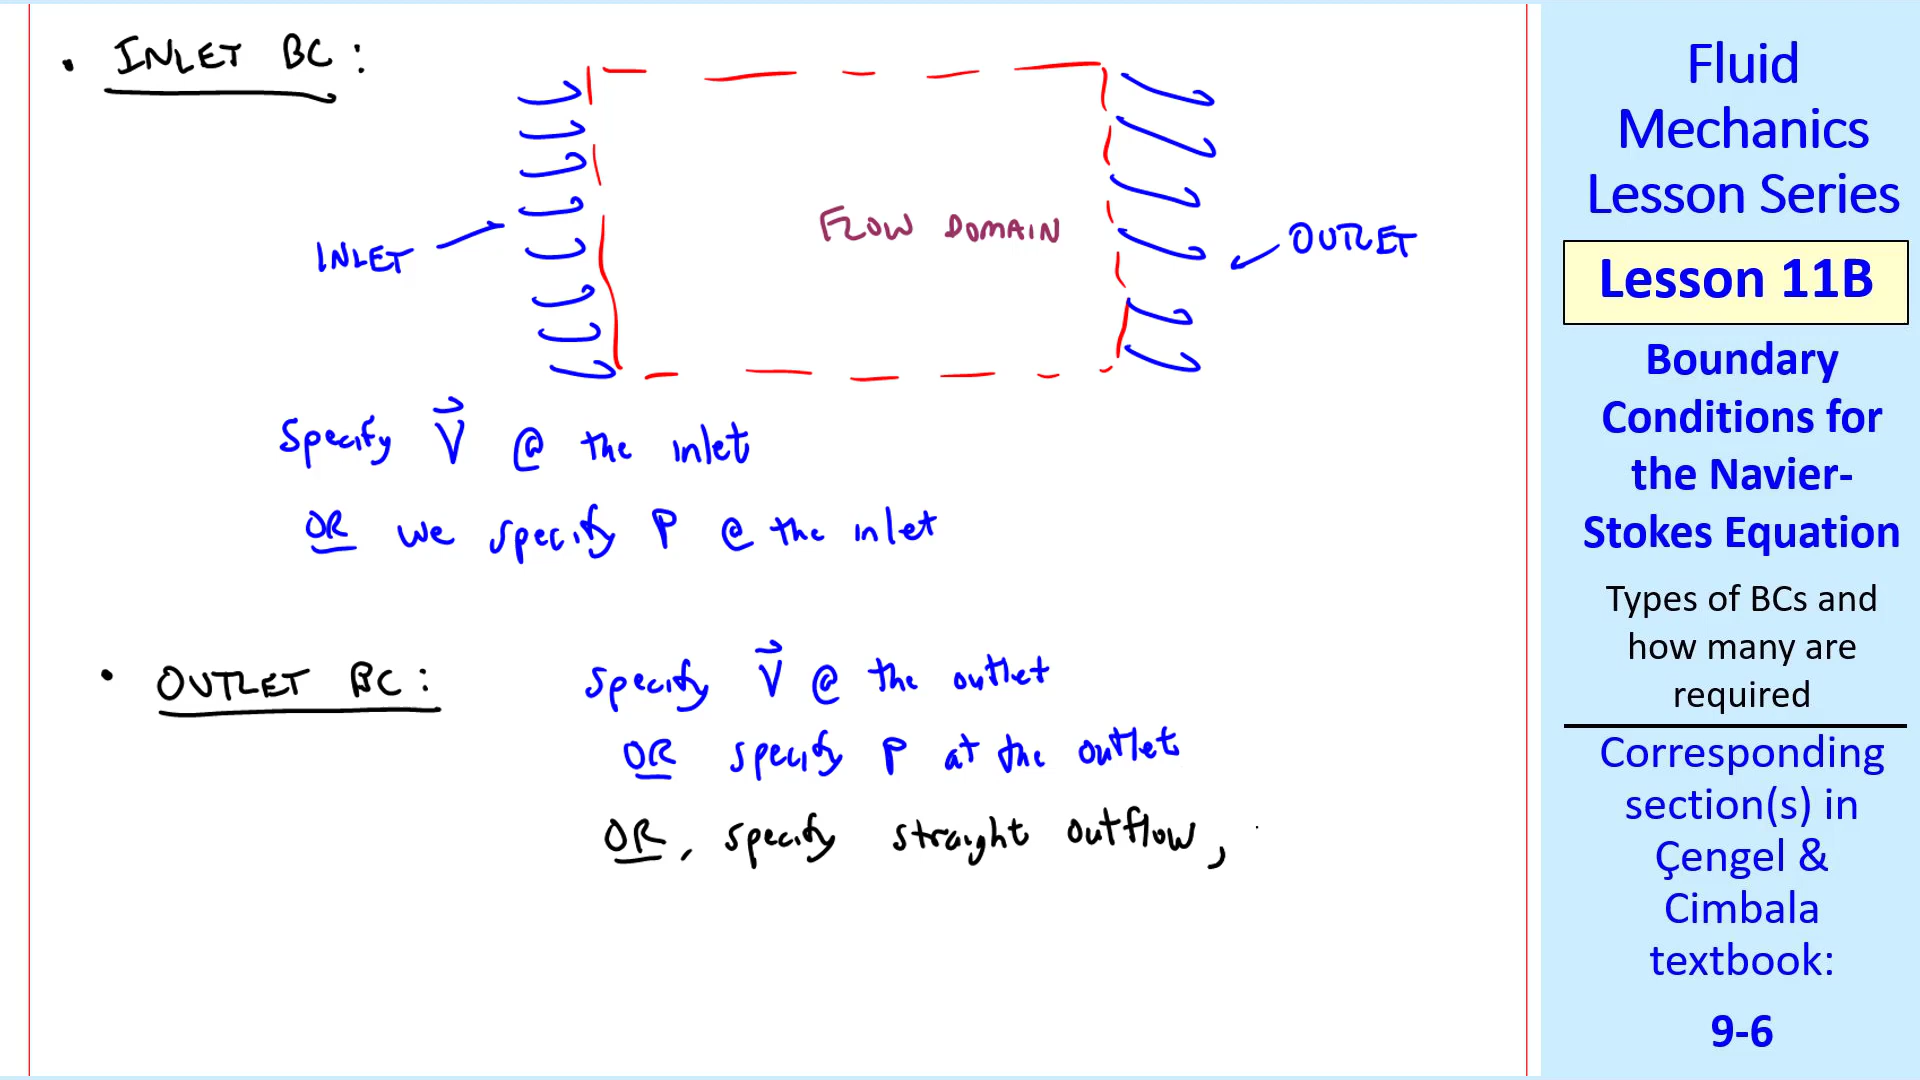 • INLET BC:
INLET
FLOW DOMAIN
OUTLET
Specify V⃗ @ the inlet
OR we specify P @ the inlet
• OUTLET BC: Specify V⃗ @ the outlet
OR specify P at the outlet
OR, specify straight outflow,
Fluid
Mechanics
Lesson Series
Lesson 11B
Boundary
Conditions for
the Navier-
Stokes Equation
Types of BCs and
how many are
required
Corresponding
section(s) in
Çengel &
Cimbala
textbook:
9-6